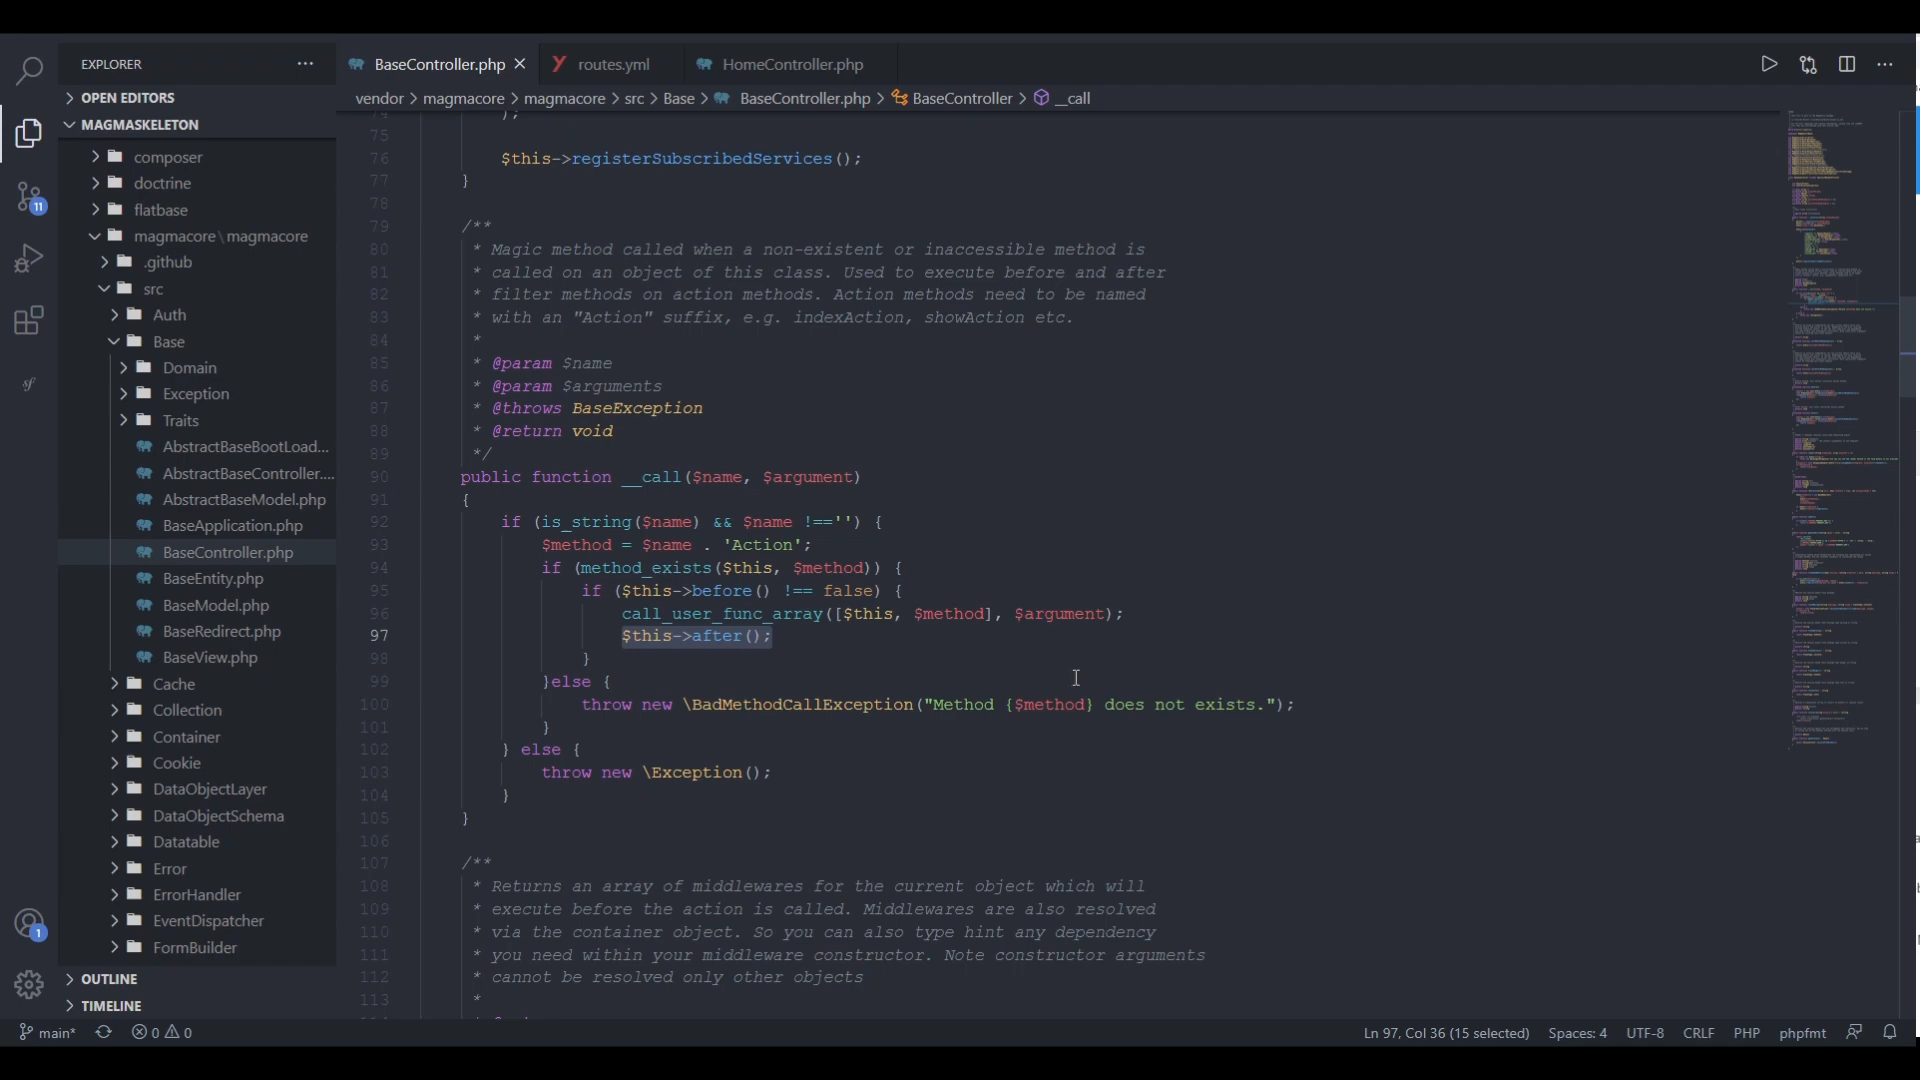 EXPLORER
BaseController.php
routes.yml
HomeController.php
OPEN EDITORS
vendor > magmacore > magmacore > src > Base > BaseController.php > BaseController > __call
MAGMASKELETON
composer
doctrine
flatbase
magmacore\magmacore
.github
src
Auth
Base
Domain
Exception
Traits
AbstractBaseBootLoad...
AbstractBaseController....
AbstractBaseModel.php
BaseApplication.php
BaseController.php
BaseEntity.php
BaseModel.php
BaseRedirect.php
BaseView.php
Cache
Collection
Container
Cookie
DataObjectLayer
DataObjectSchema
Datatable
Error
ErrorHandler
EventDispatcher
FormBuilder
OUTLINE
TIMELINE
11
1
74 );
75
76 $this->registerSubscribedServices();
77 }
78
79 /**
80 * Magic method called when a non-existent or inaccessible method is
81 * called on an object of this class. Used to execute before and after
82 * filter methods on action methods. Action methods need to be named
83 * with an "Action" suffix, e.g. indexAction, showAction etc.
84 *
85 * @param $name
86 * @param $arguments
87 * @throws BaseException
88 * @return void
89 */
90 public function __call($name, $argument)
91 {
92 if (is_string($name) && $name !=='') {
93 $method = $name . 'Action';
94 if (method_exists($this, $method)) {
95 if ($this->before() !== false) {
96 call_user_func_array([$this, $method], $argument);
97 $this->after();
98 }
99 }else {
100 throw new \BadMethodCallException("Method {$method} does not exists.");
101 }
102 } else {
103 throw new \Exception();
104 }
105 }
106
107 /**
108 * Returns an array of middlewares for the current object which will
109 * execute before the action is called. Middlewares are also resolved
110 * via the container object. So you can also type hint any dependency
111 * you need within your middleware constructor. Note constructor arguments
112 * cannot be resolved only other objects
113 *
main* 0 0
Ln 97, Col 36 (15 selected) Spaces: 4 UTF-8 CRLF PHP phpfmt